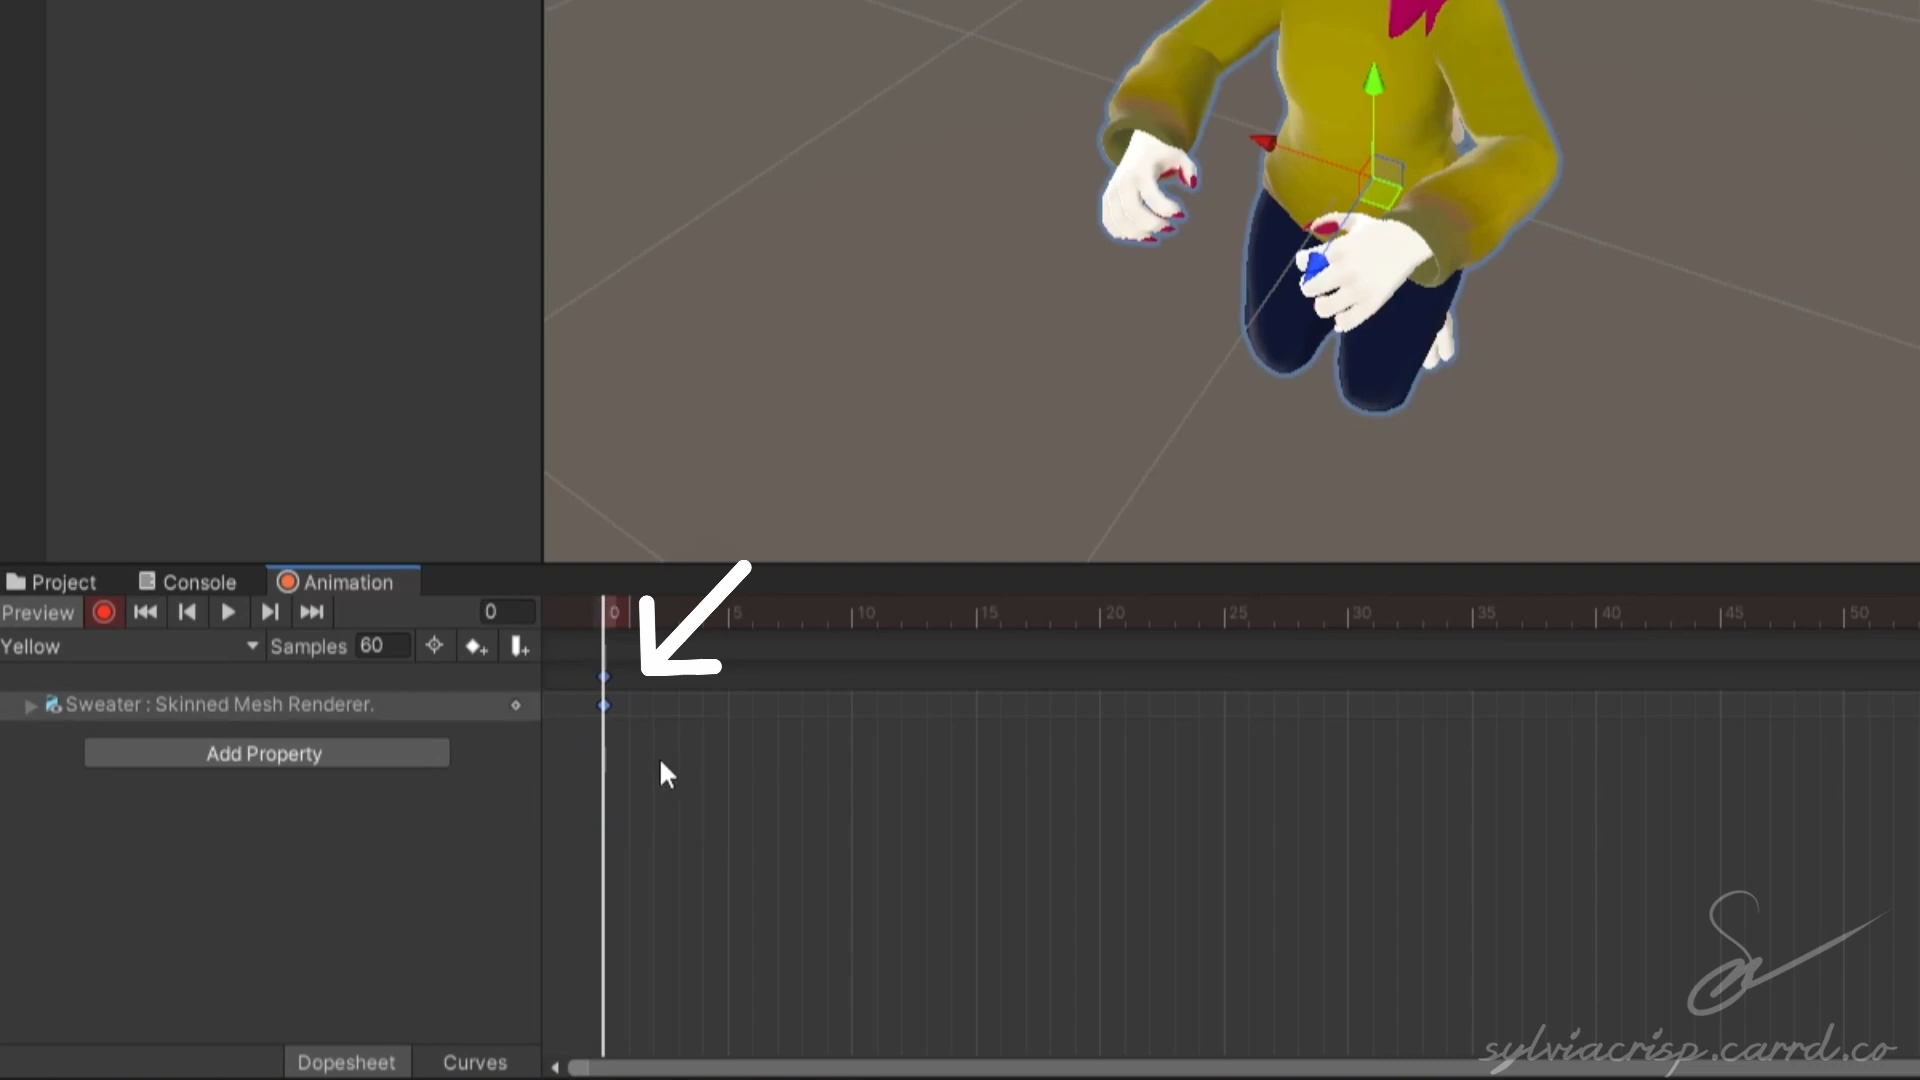 Project Console Animation
Preview 0 0 5 10 15 20 25 30 35 40 45 50
Yellow Samples 60
Sweater : Skinned Mesh Renderer.
Add Property
Dopesheet Curves
sylviacrisp.carrd.co